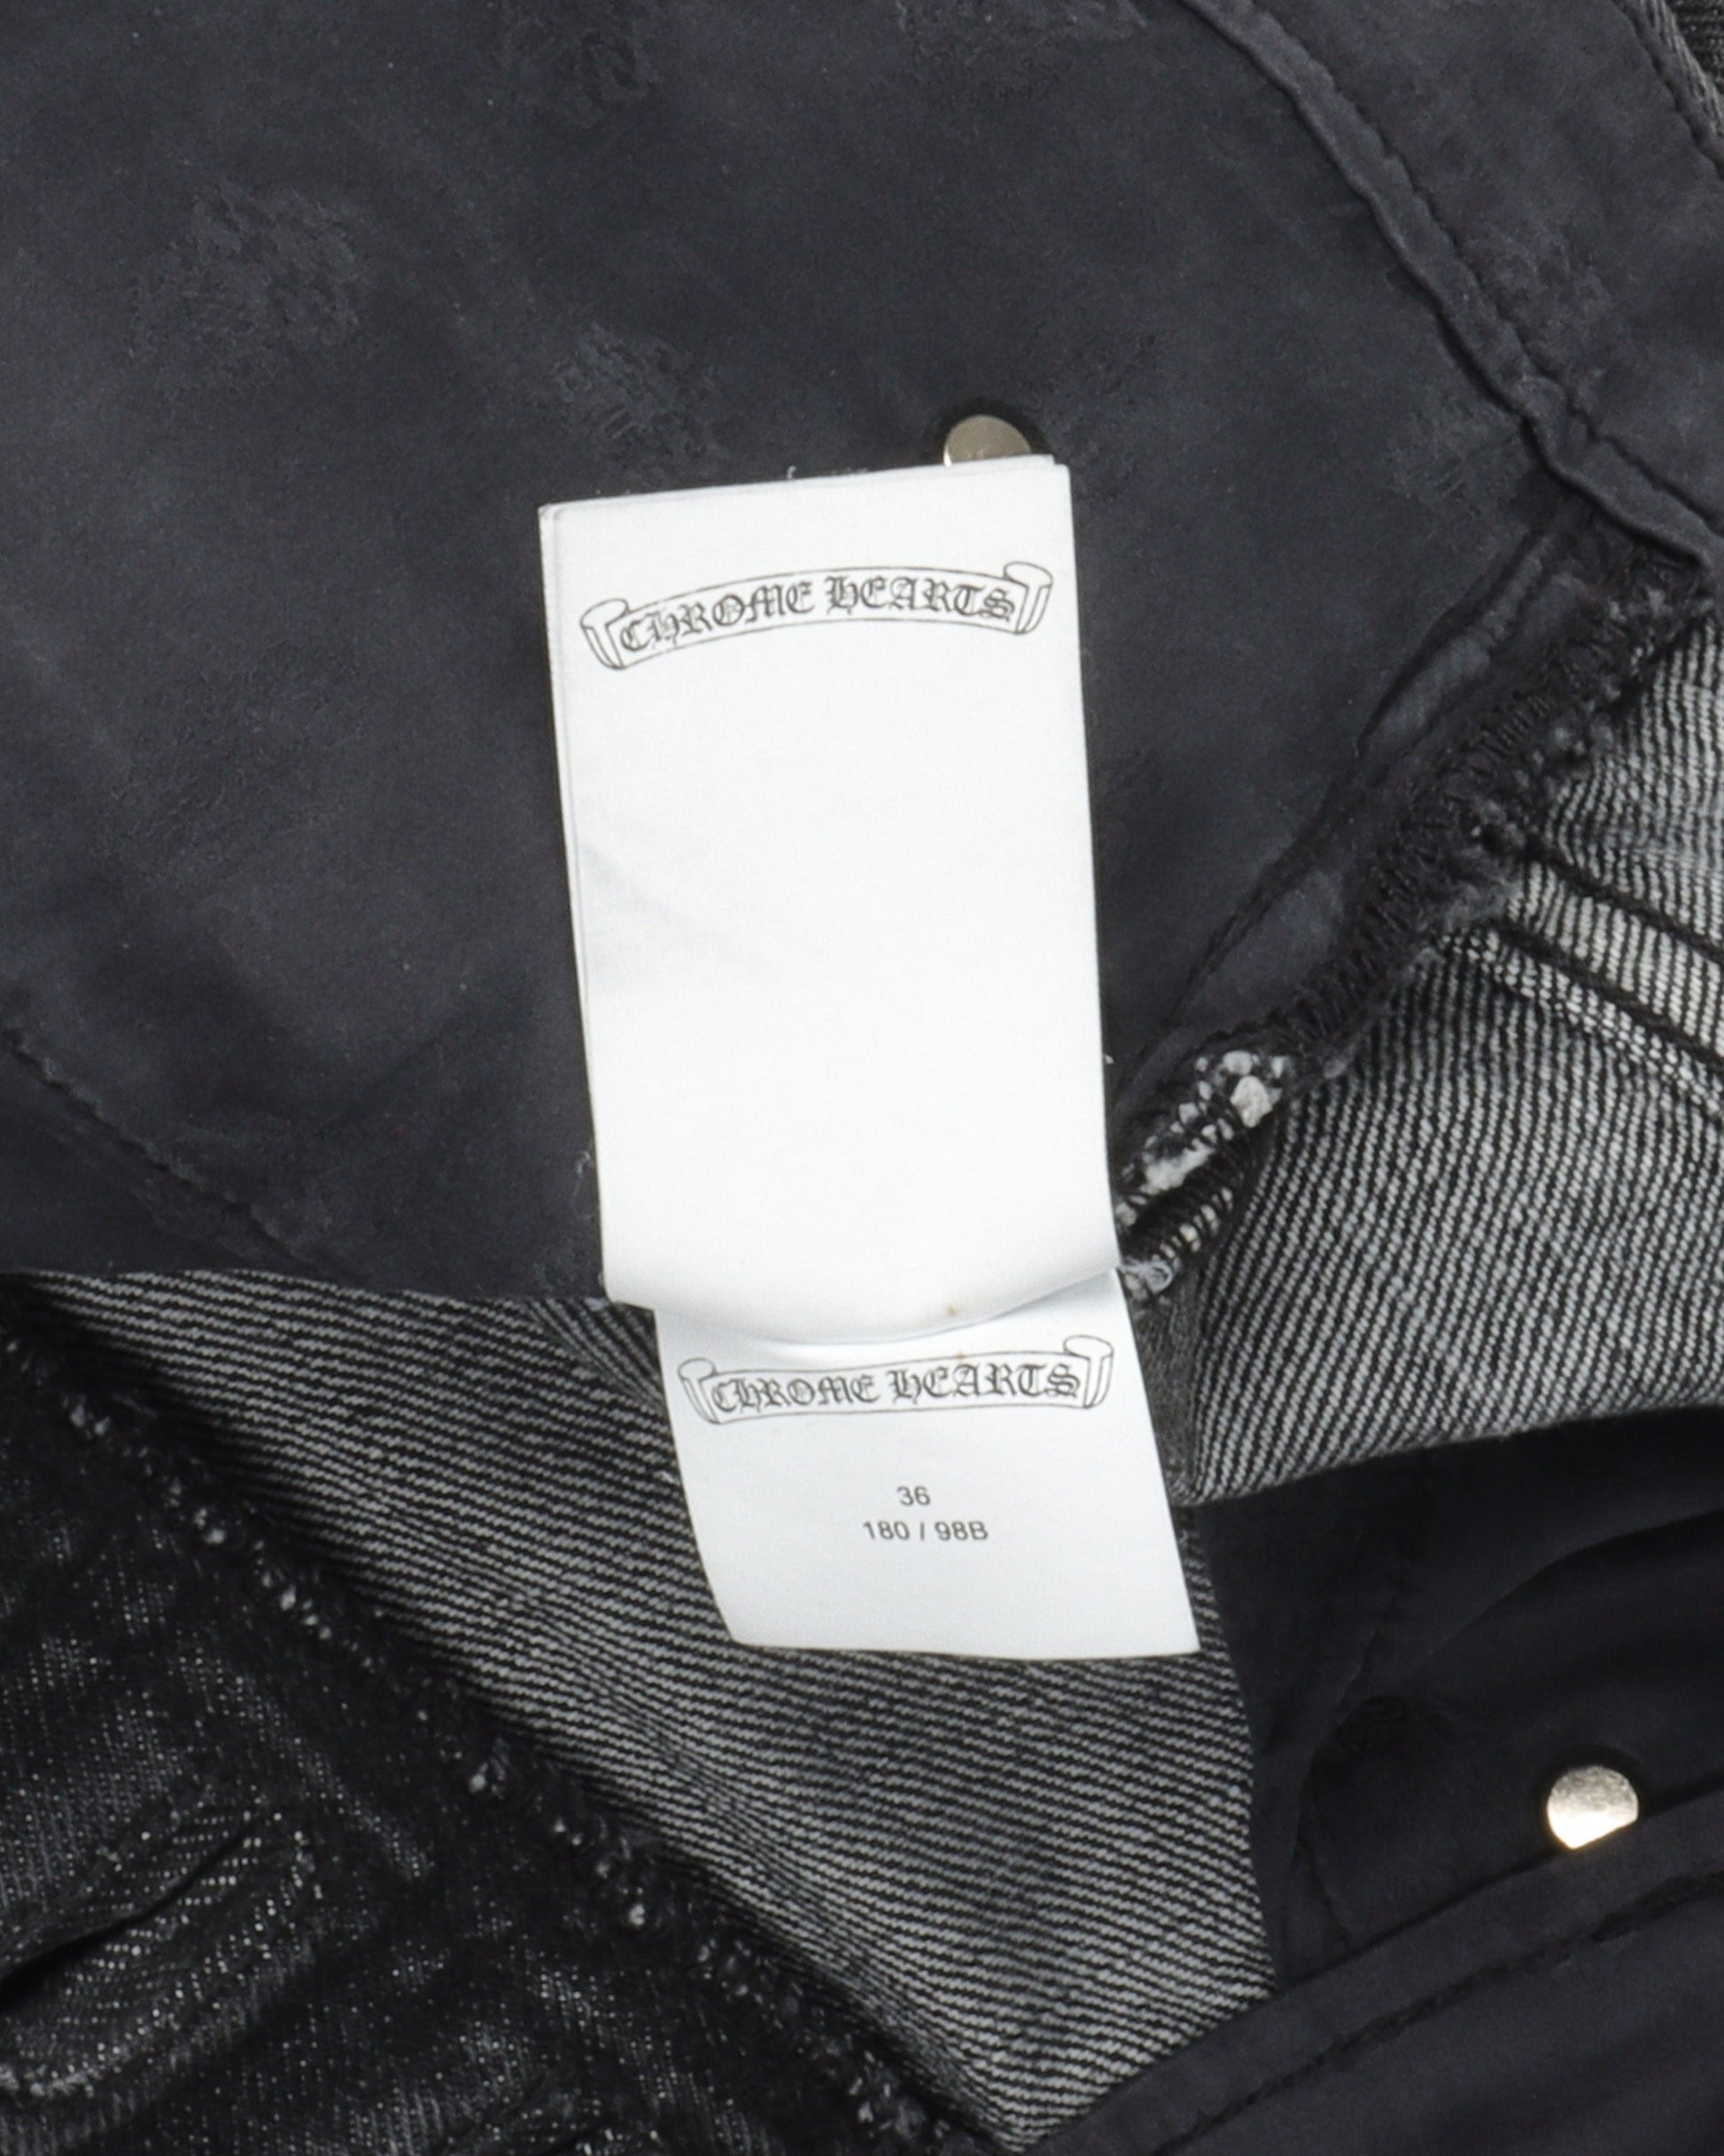 CHROME HEARTS
CHROME HEARTS
36
180 / 98B